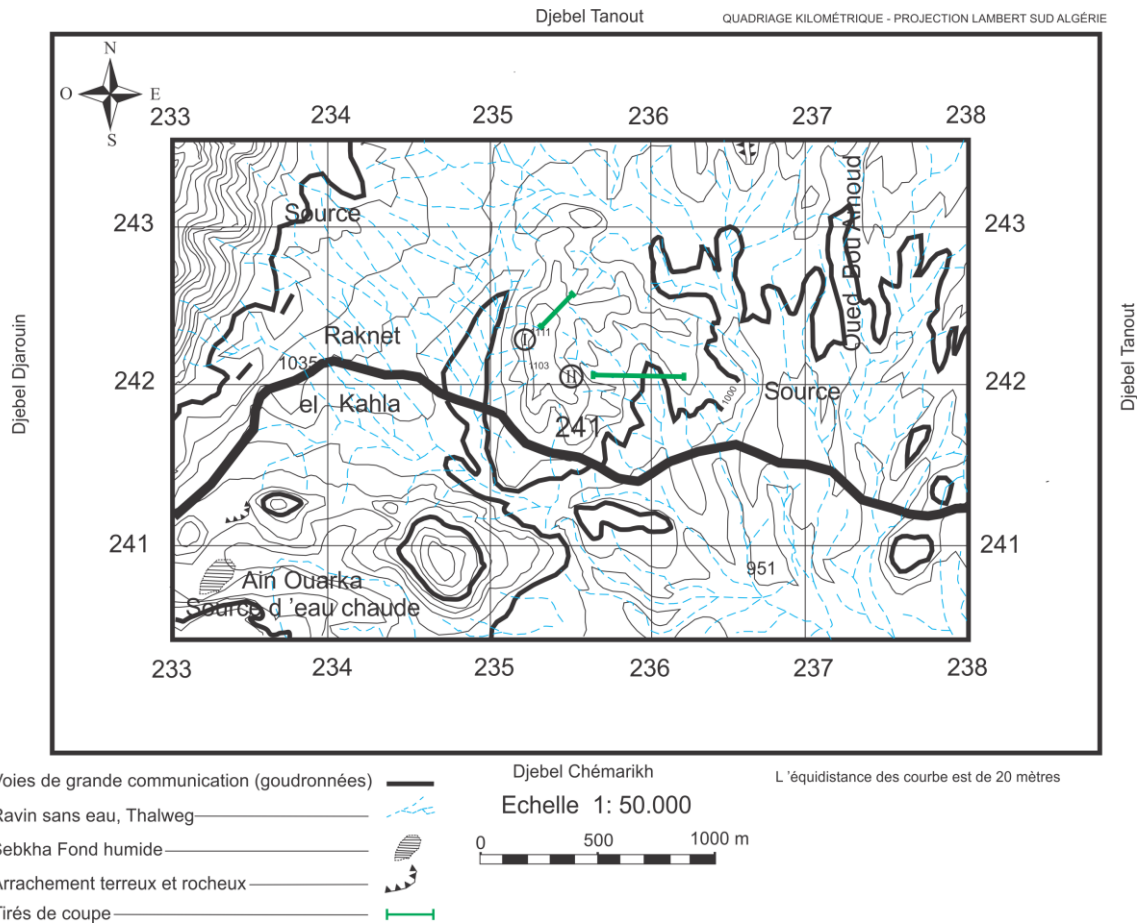 Djebel Tanout
QUADRIAGE KILOMÉTRIQUE - PROJECTION LAMBERT SUD ALGÉRIE
N
O
E
S
233 234 235 236 237 238
243
243
Source
Oued Bou Arnoud
Djebel Djarouin
Djebel Tanout
Raknet
I
1111
1035
1103
II
242
242
el Kahla
Source
1000
241
241
241
951
Ain Ouarka
Source d 'eau chaude
233 234 235 236 237 238
Voies de grande communication (goudronnées)
Ravin sans eau, Thalweg
Sebkha Fond humide
Arrachement terreux et rocheux
Tirés de coupe
Djebel Chémarikh
Echelle 1: 50.000
0 500 1000 m
L 'équidistance des courbe est de 20 mètres